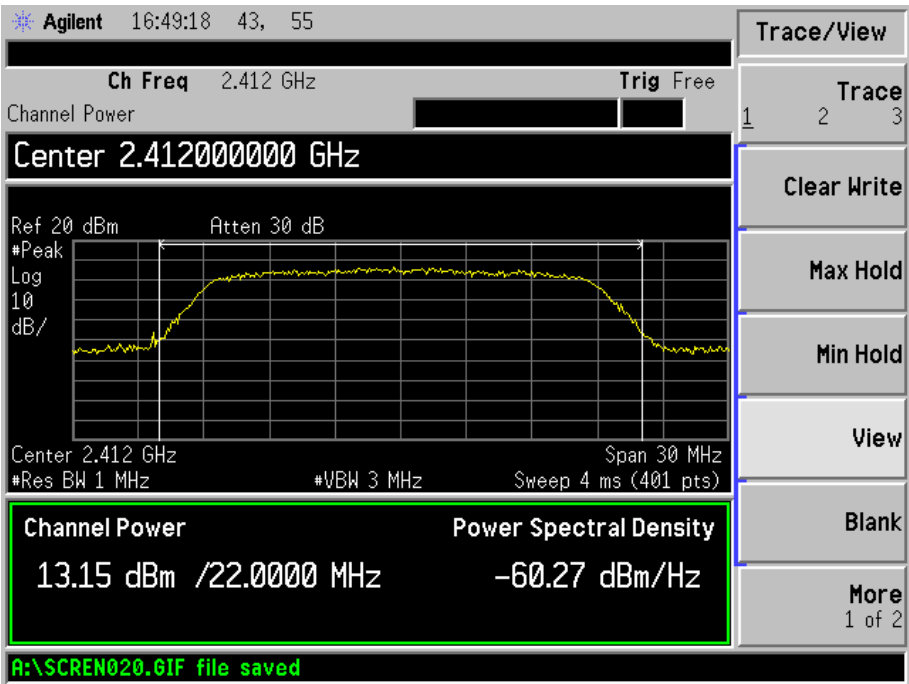 Agilent 16:49:18 43, 55
Trace/View
Ch Freq 2.412 GHz Trig Free
Channel Power
Trace
1 2 3
Center 2.412000000 GHz
Clear Write
Ref 20 dBm Atten 30 dB
#Peak
Log
10
dB/
Max Hold
Min Hold
View
Center 2.412 GHz Span 30 MHz
#Res BW 1 MHz #VBW 3 MHz Sweep 4 ms (401 pts)
Blank
Channel Power Power Spectral Density
13.15 dBm /22.0000 MHz -60.27 dBm/Hz
More
1 of 2
A:\SCREN020.GIF file saved